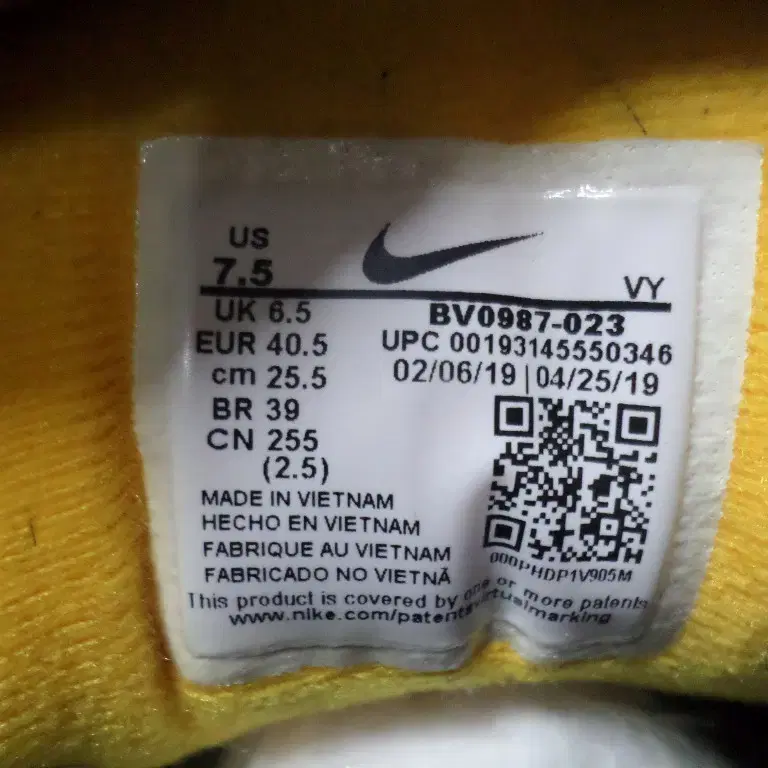 US
7.5
VY
UK 6.5
BV0987-023
EUR 40.5
UPC 00193145550346
cm 25.5
02/06/19 | 04/25/19
BR 39
CN 255
(2.5)
MADE IN VIETNAM
HECHO EN VIETNAM
FABRIQUE AU VIETNAM
FABRICADO NO VIETNÃ
000PHDP1V905M
This product is covered by one or more patents
www.nike.com/patentsvirtualmarking